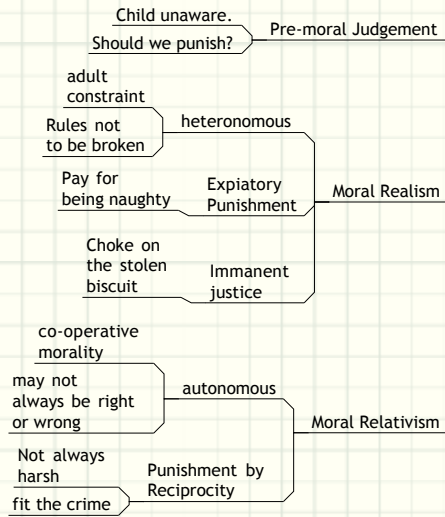 Child unaware.
Should we punish?
Pre-moral Judgement
adult
constraint
Rules not
to be broken
heteronomous
Pay for
being naughty
Expiatory
Punishment
Choke on
the stolen
biscuit
Immanent
justice
Moral Realism
co-operative
morality
may not
always be right
or wrong
autonomous
Not always
harsh
fit the crime
Punishment by
Reciprocity
Moral Relativism